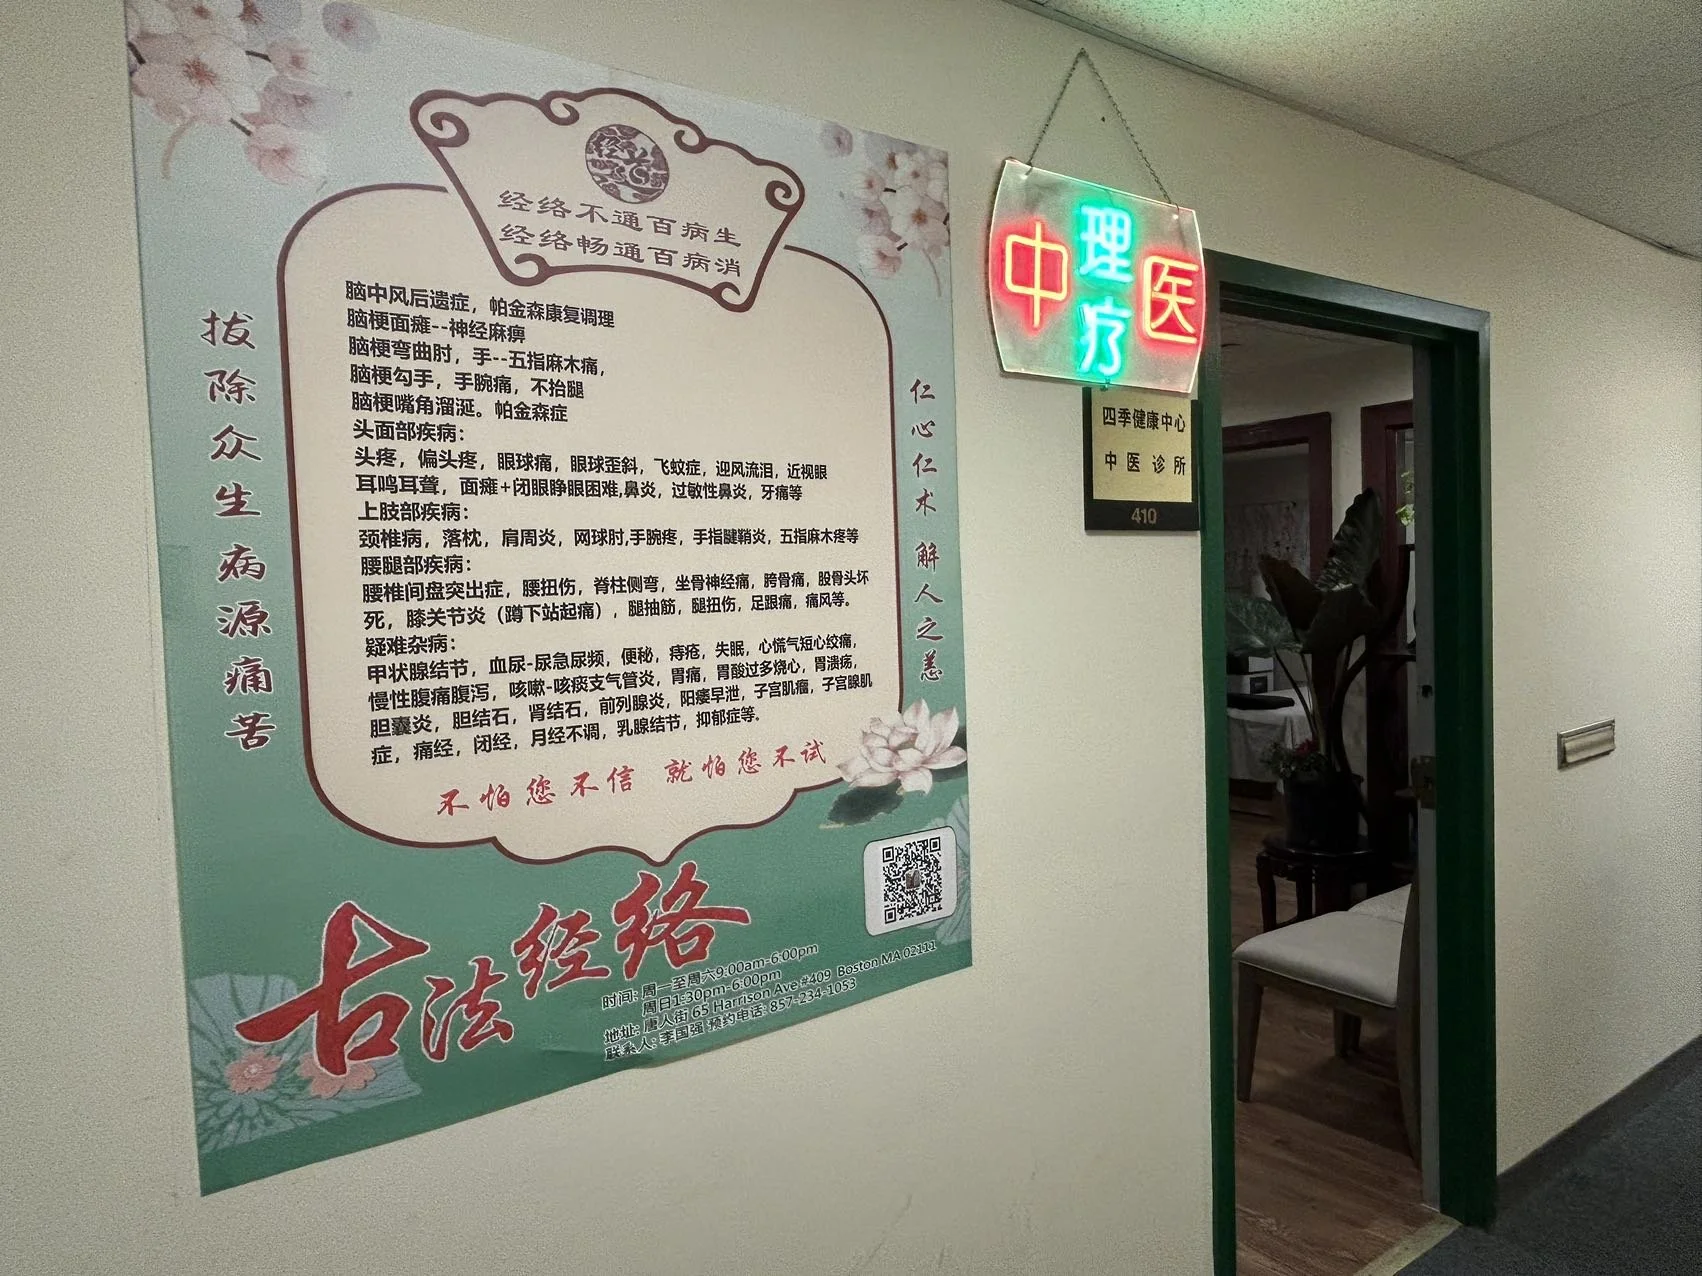 经络不通百病生
经络畅通百病消
拔除众生病源痛苦
仁心仁术 解人之恙
脑中风后遗症，帕金森康复调理
脑梗面瘫--神经麻痹
脑梗弯曲肘，手--五指麻木痛，
脑梗勾手，手腕痛，不抬腿
脑梗嘴角溜涎。帕金森症
头面部疾病：
头疼，偏头疼，眼球痛，眼球歪斜，飞蚊症，迎风流泪，近视眼
耳鸣耳聋，面瘫+闭眼睁眼困难,鼻炎，过敏性鼻炎，牙痛等
上肢部疾病：
颈椎病，落枕，肩周炎，网球肘,手腕疼，手指腱鞘炎，五指麻木疼等
腰腿部疾病：
腰椎间盘突出症，腰扭伤，脊柱侧弯，坐骨神经痛，胯骨痛，股骨头坏
死，膝关节炎（蹲下站起痛），腿抽筋，腿扭伤，足跟痛，痛风等。
疑难杂病：
甲状腺结节，血尿-尿急尿频，便秘，痔疮，失眠，心慌气短心绞痛，
慢性腹痛腹泻，咳嗽-咳痰支气管炎，胃痛，胃酸过多烧心，胃溃疡，
胆囊炎，胆结石，肾结石，前列腺炎，阳痿早泄，子宫肌瘤，子宫腺肌
症，痛经，闭经，月经不调，乳腺结节，抑郁症等。
不怕您不信 就怕您不试
古法经络
时间: 周一至周六9:00am-6:00pm
周日1:30pm-6:00pm
地址: 唐人街 65 Harrison Ave #409 Boston MA 02111
联系人: 李国强 预约电话: 857-234-1053
中医
理疗
四季健康中心
中医诊所
410